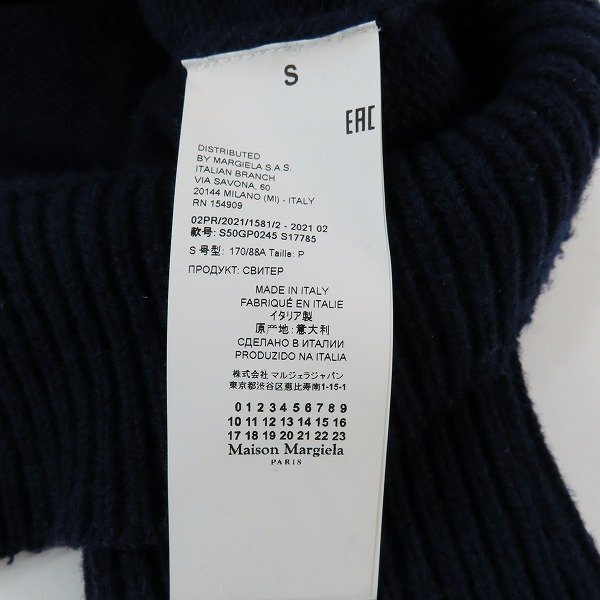 S
EAC
DISTRIBUTED
BY MARGIELA S.A.S.
ITALIAN BRANCH
VIA SAVONA, 60
20144 MILANO (MI) - ITALY
RN 154909
02PR/2021/1581/2 - 2021 02
款号: S50GP0245 S17785
S 号型: 170/88A Taille: P
ПРОДУКТ: СВИТЕР
MADE IN ITALY
FABRIQUÉ EN ITALIE
イタリア製
原产地: 意大利
СДЕЛАНО В ИТАЛИИ
PRODUZIDO NA ITALIA
株式会社 マルジェラジャパン
東京都渋谷区恵比寿南1-15-1
0 1 2 3 4 5 6 7 8 9
10 11 12 13 14 15 16
17 18 19 20 21 22 23
Maison Margiela
PARIS